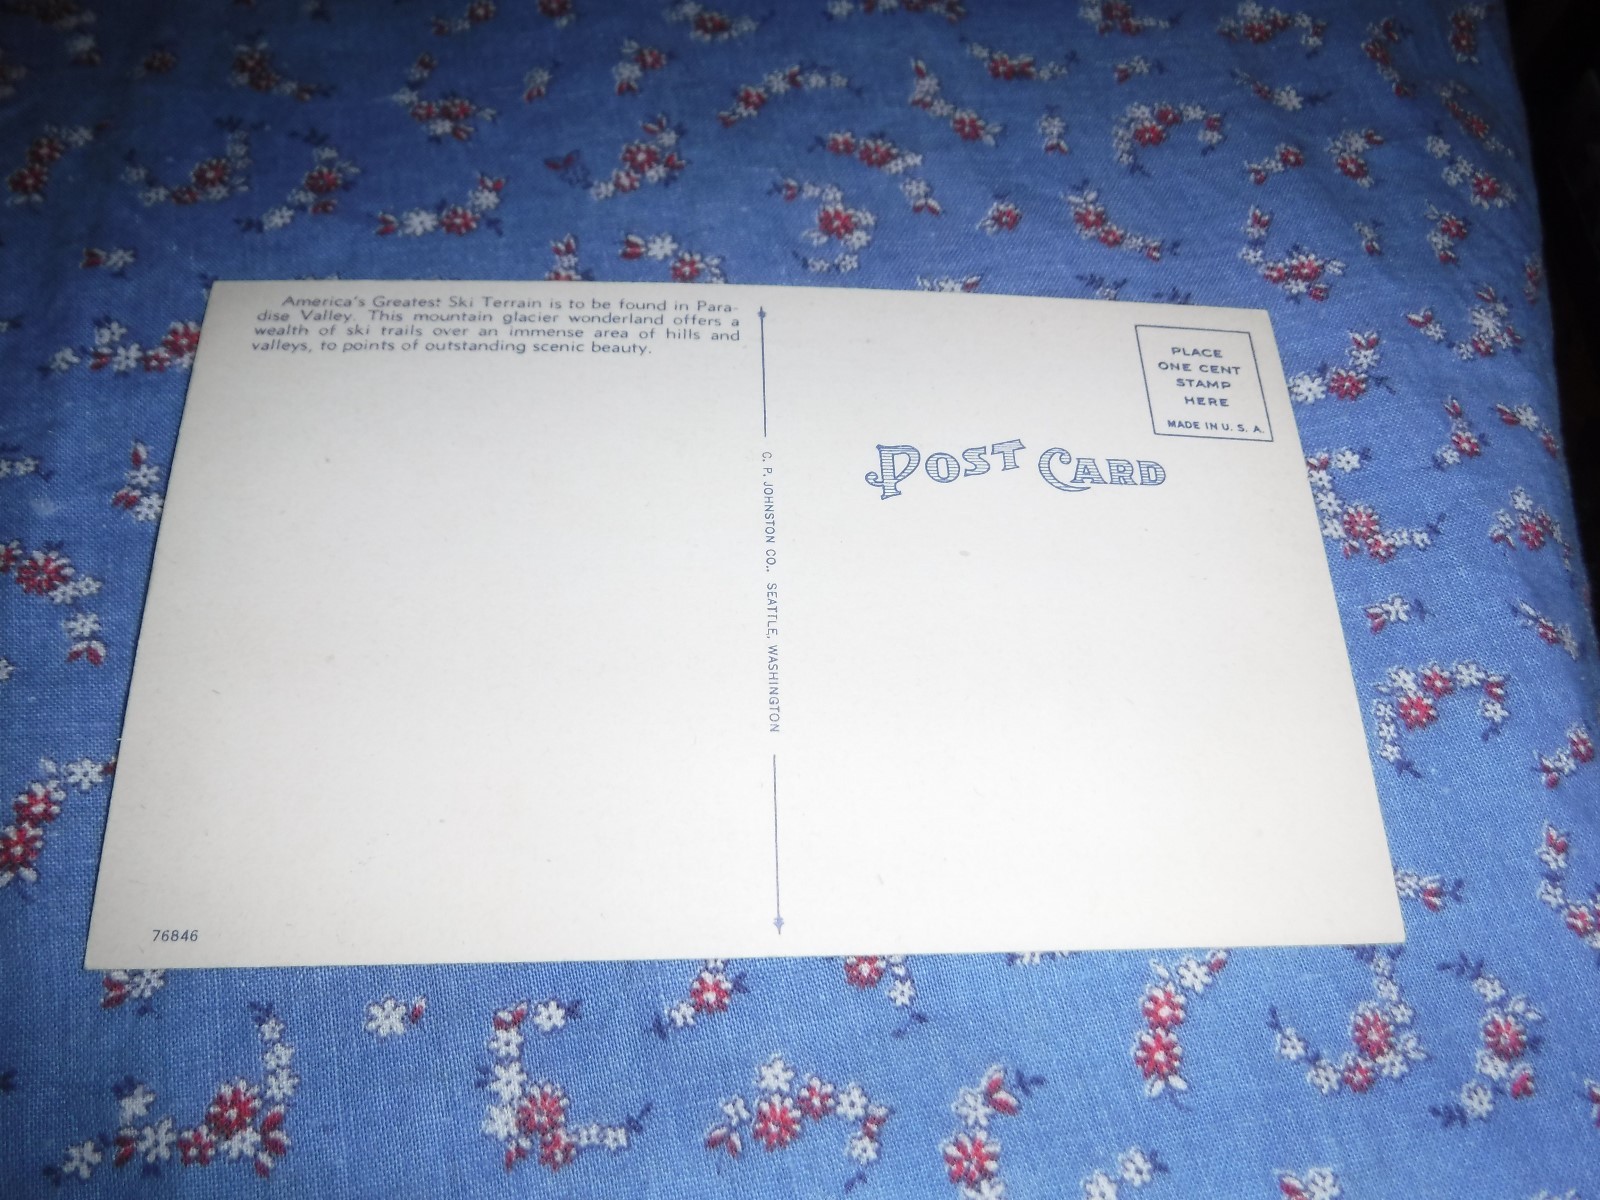 America's Greatest Ski Terrain is to be found in Para-
dise Valley. This mountain glacier wonderland offers a
wealth of ski trails over an immense area of hills and
valleys, to points of outstanding scenic beauty.
C. P. JOHNSTON CO., SEATTLE, WASHINGTON
PLACE
ONE CENT
STAMP
HERE
MADE IN U. S. A.
POST CARD
76846